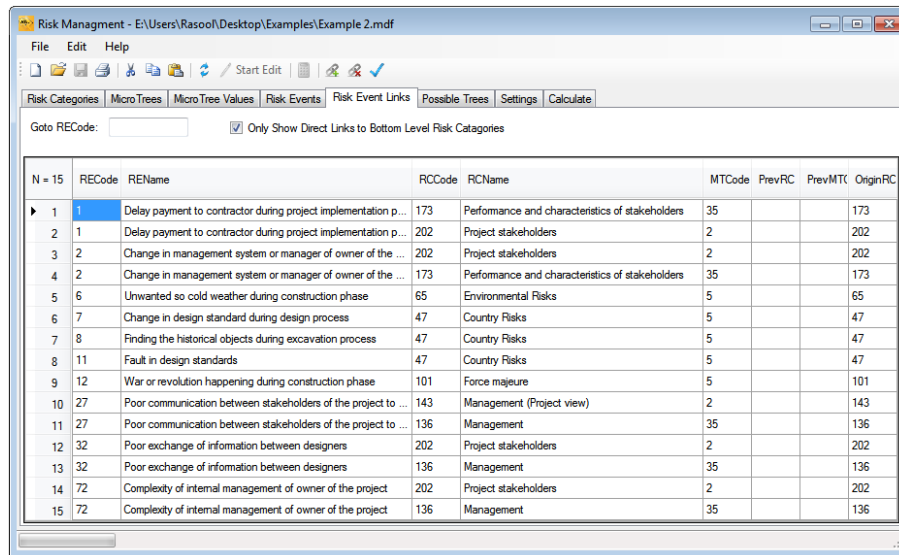 Risk Managment - E:\Users\Rasool\Desktop\Examples\Example 2.mdf
File Edit Help
Start Edit
Risk Categories MicroTrees MicroTree Values Risk Events Risk Event Links Possible Trees Settings Calculate
Goto RECode: Only Show Direct Links to Bottom Level Risk Catagories
N = 15 RECode REName RCCode RCName MTCode PrevRC PrevMTC OriginRC
1 1 Delay payment to contractor during project implementation p... 173 Performance and characteristics of stakeholders 35 173
2 1 Delay payment to contractor during project implementation p... 202 Project stakeholders 2 202
3 2 Change in management system or manager of owner of the ... 202 Project stakeholders 2 202
4 2 Change in management system or manager of owner of the ... 173 Performance and characteristics of stakeholders 35 173
5 6 Unwanted so cold weather during construction phase 65 Environmental Risks 5 65
6 7 Change in design standard during design process 47 Country Risks 5 47
7 8 Finding the historical objects during excavation process 47 Country Risks 5 47
8 11 Fault in design standards 47 Country Risks 5 47
9 12 War or revolution happening during construction phase 101 Force majeure 5 101
10 27 Poor communication between stakeholders of the project to ... 143 Management (Project view) 2 143
11 27 Poor communication between stakeholders of the project to ... 136 Management 35 136
12 32 Poor exchange of information between designers 202 Project stakeholders 2 202
13 32 Poor exchange of information between designers 136 Management 35 136
14 72 Complexity of internal management of owner of the project 202 Project stakeholders 2 202
15 72 Complexity of internal management of owner of the project 136 Management 35 136